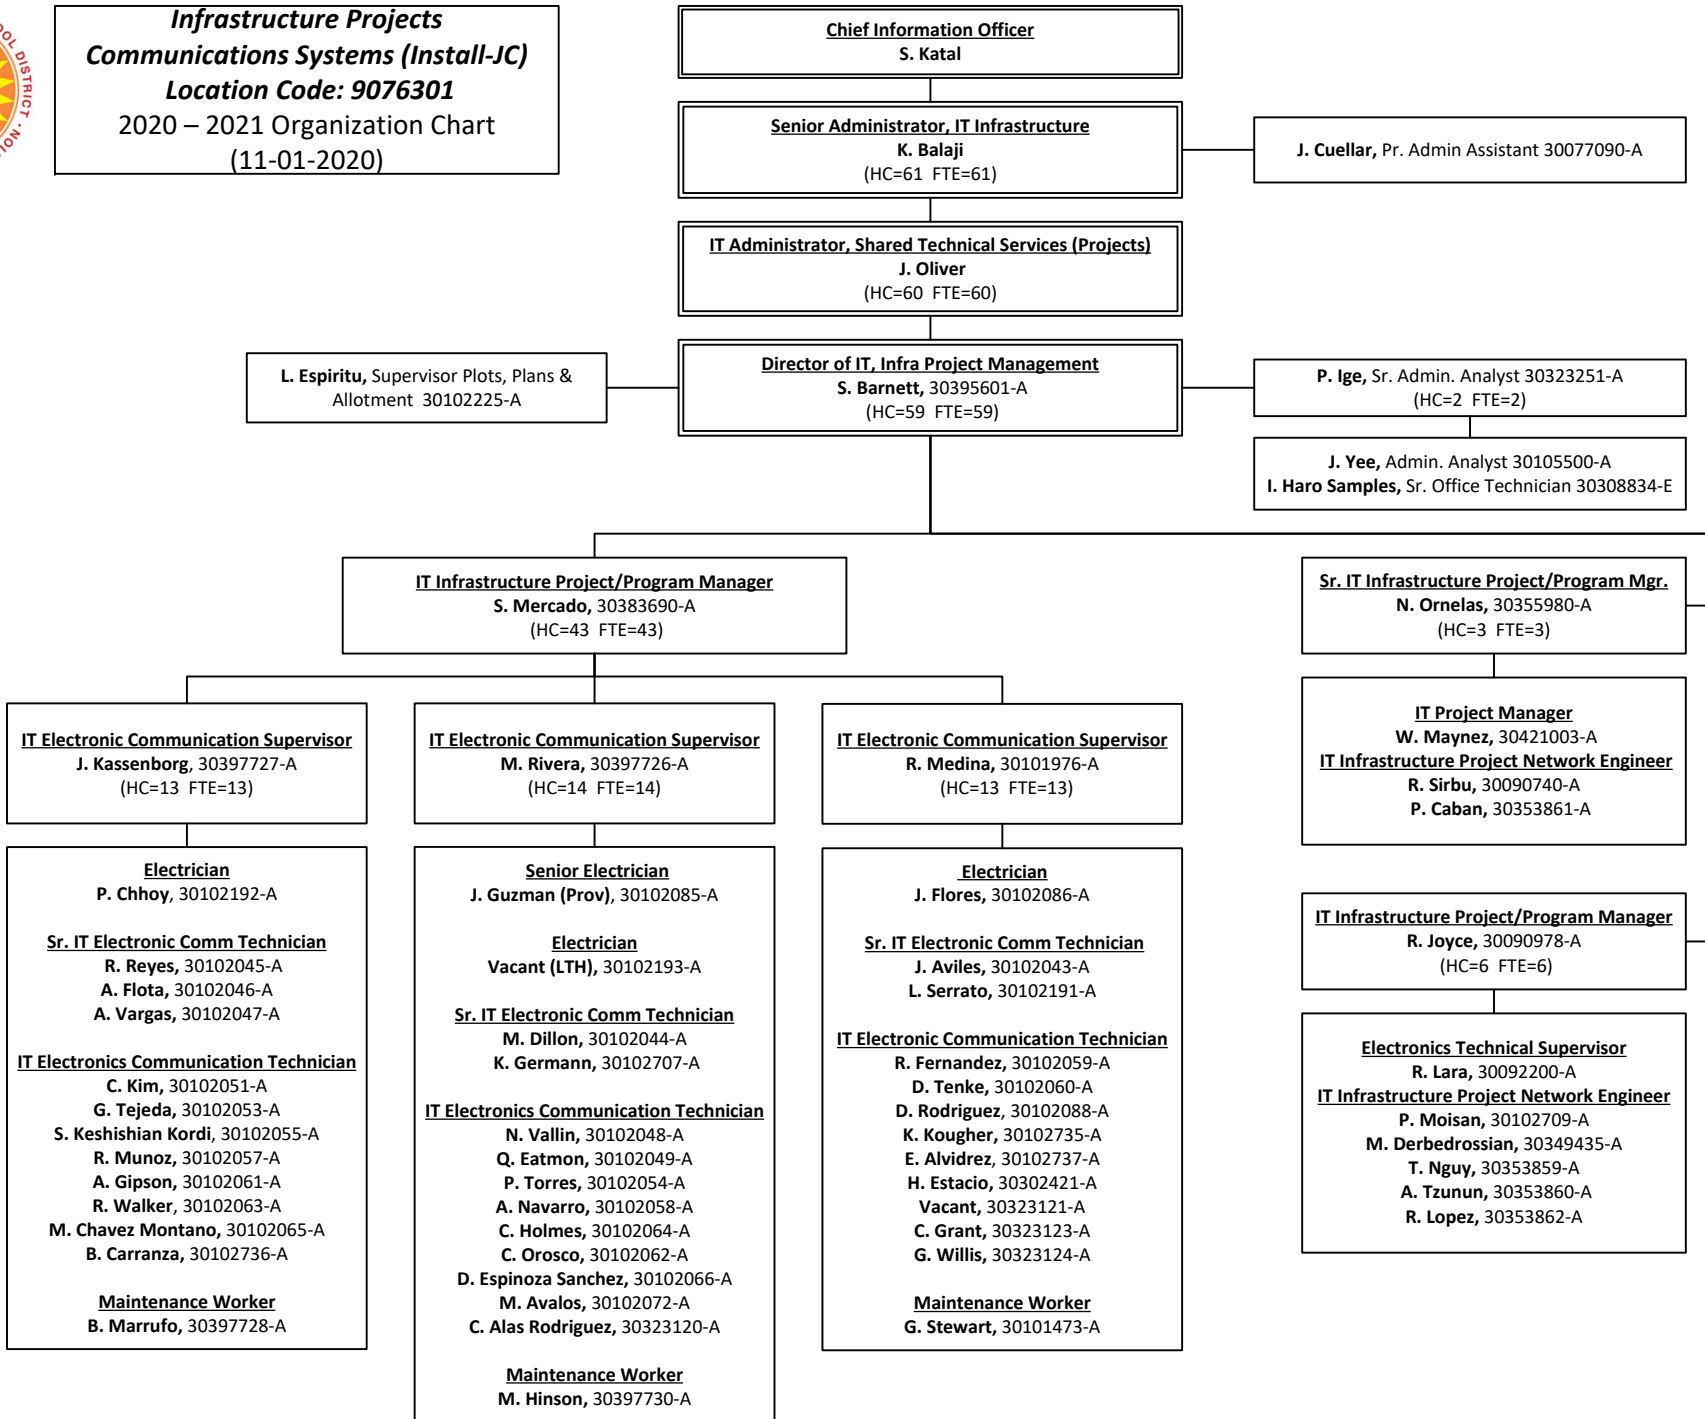 OOL DISTRICT
Infrastructure Projects
Communications Systems (Install-JC)
Location Code: 9076301
2020 – 2021 Organization Chart
(11-01-2020)
Chief Information Officer
S. Katal
Senior Administrator, IT Infrastructure
K. Balaji
(HC=61 FTE=61)
J. Cuellar, Pr. Admin Assistant 30077090-A
IT Administrator, Shared Technical Services (Projects)
J. Oliver
(HC=60 FTE=60)
L. Espiritu, Supervisor Plots, Plans &
Allotment 30102225-A
Director of IT, Infra Project Management
S. Barnett, 30395601-A
(HC=59 FTE=59)
P. Ige, Sr. Admin. Analyst 30323251-A
(HC=2 FTE=2)
J. Yee, Admin. Analyst 30105500-A
I. Haro Samples, Sr. Office Technician 30308834-E
IT Infrastructure Project/Program Manager
S. Mercado, 30383690-A
(HC=43 FTE=43)
Sr. IT Infrastructure Project/Program Mgr.
N. Ornelas, 30355980-A
(HC=3 FTE=3)
IT Electronic Communication Supervisor
J. Kassenborg, 30397727-A
(HC=13 FTE=13)
IT Electronic Communication Supervisor
M. Rivera, 30397726-A
(HC=14 FTE=14)
IT Electronic Communication Supervisor
R. Medina, 30101976-A
(HC=13 FTE=13)
IT Project Manager
W. Maynez, 30421003-A
IT Infrastructure Project Network Engineer
R. Sirbu, 30090740-A
P. Caban, 30353861-A
Electrician
P. Chhoy, 30102192-A
Sr. IT Electronic Comm Technician
R. Reyes, 30102045-A
A. Flota, 30102046-A
A. Vargas, 30102047-A
IT Electronics Communication Technician
C. Kim, 30102051-A
G. Tejeda, 30102053-A
S. Keshishian Kordi, 30102055-A
R. Munoz, 30102057-A
A. Gipson, 30102061-A
R. Walker, 30102063-A
M. Chavez Montano, 30102065-A
B. Carranza, 30102736-A
Maintenance Worker
B. Marrufo, 30397728-A
Senior Electrician
J. Guzman (Prov), 30102085-A
Electrician
Vacant (LTH), 30102193-A
Sr. IT Electronic Comm Technician
M. Dillon, 30102044-A
K. Germann, 30102707-A
IT Electronics Communication Technician
N. Vallin, 30102048-A
Q. Eatmon, 30102049-A
P. Torres, 30102054-A
A. Navarro, 30102058-A
C. Holmes, 30102064-A
C. Orosco, 30102062-A
D. Espinoza Sanchez, 30102066-A
M. Avalos, 30102072-A
C. Alas Rodriguez, 30323120-A
Maintenance Worker
M. Hinson, 30397730-A
Electrician
J. Flores, 30102086-A
Sr. IT Electronic Comm Technician
J. Aviles, 30102043-A
L. Serrato, 30102191-A
IT Electronic Communication Technician
R. Fernandez, 30102059-A
D. Tenke, 30102060-A
D. Rodriguez, 30102088-A
K. Kougher, 30102735-A
E. Alvidrez, 30102737-A
H. Estacio, 30302421-A
Vacant, 30323121-A
C. Grant, 30323123-A
G. Willis, 30323124-A
Maintenance Worker
G. Stewart, 30101473-A
IT Infrastructure Project/Program Manager
R. Joyce, 30090978-A
(HC=6 FTE=6)
Electronics Technical Supervisor
R. Lara, 30092200-A
IT Infrastructure Project Network Engineer
P. Moisan, 30102709-A
M. Derbedrossian, 30349435-A
T. Nguy, 30353859-A
A. Tzunun, 30353860-A
R. Lopez, 30353862-A